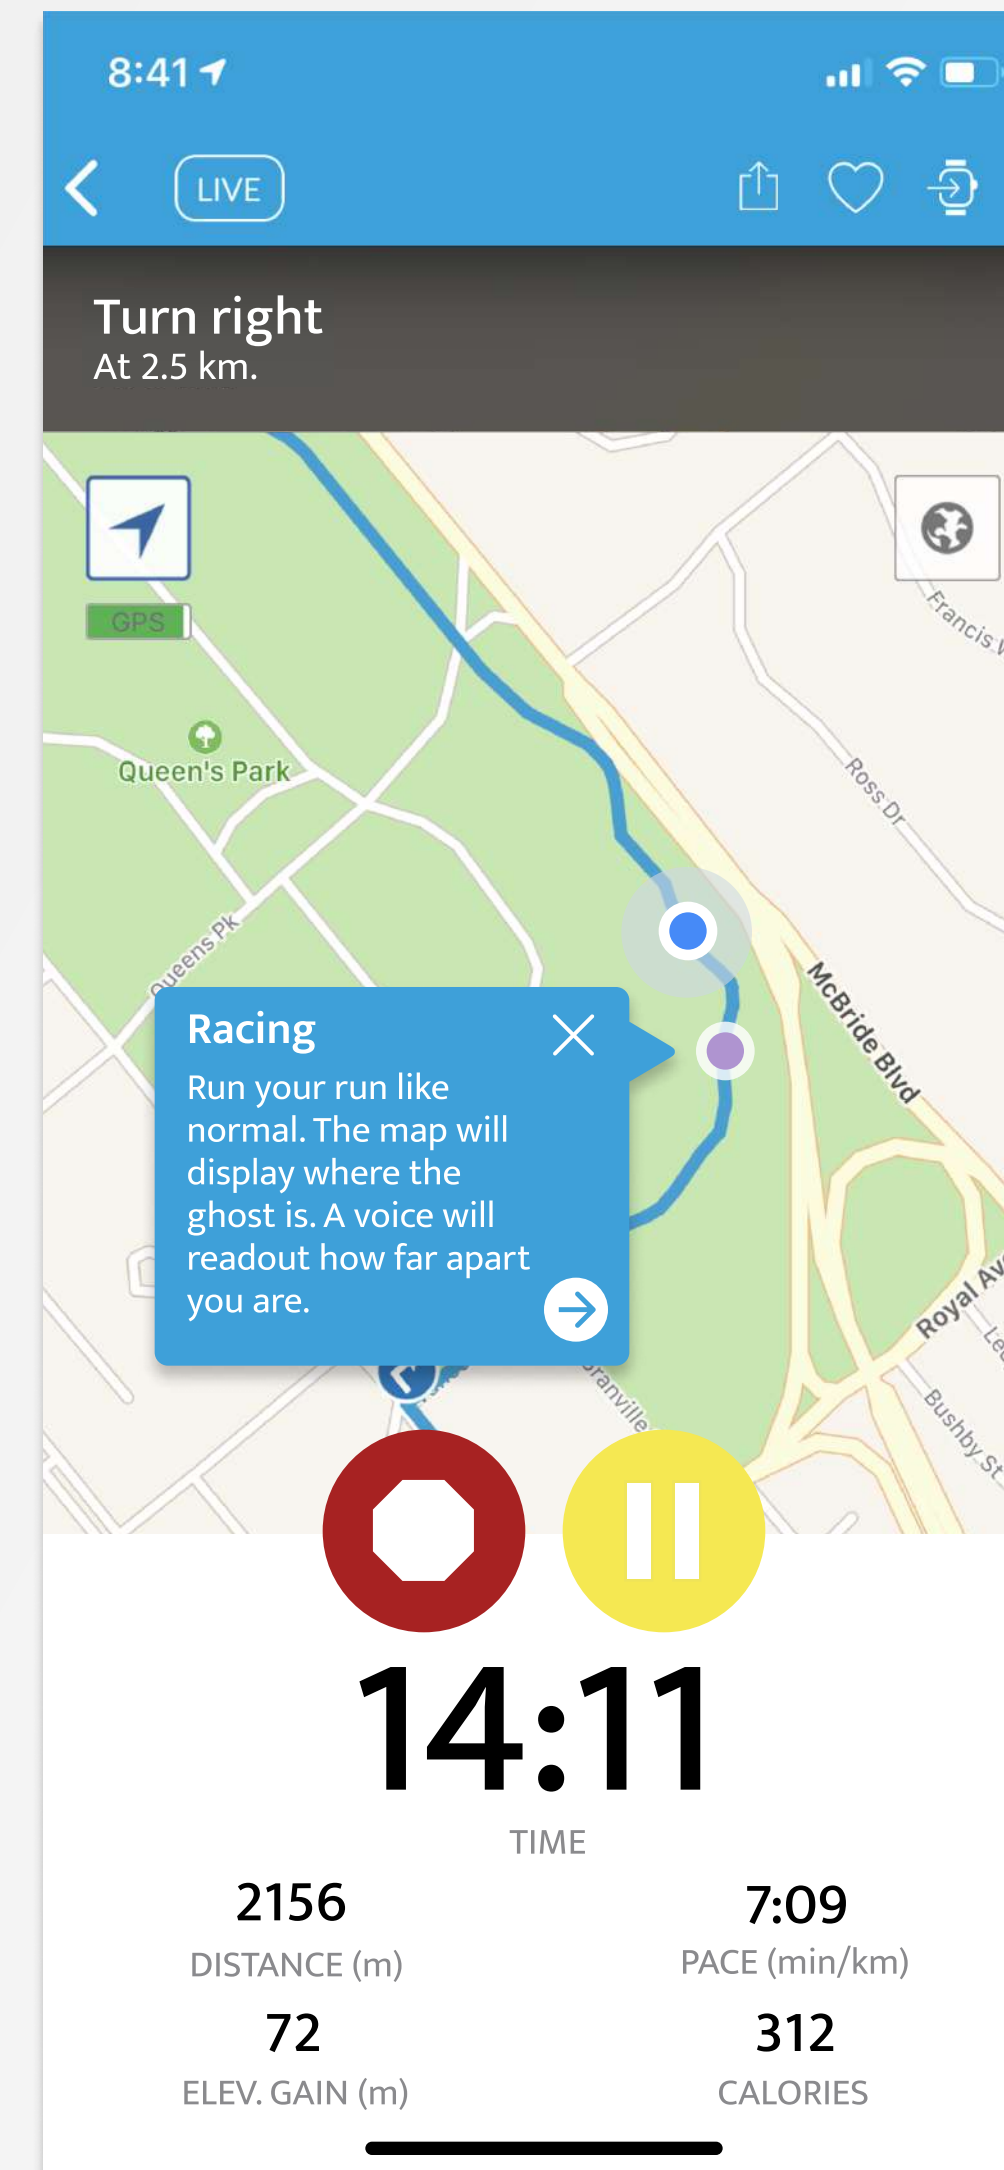 8:41
LIVE
Turn right
At 2.5 km.
GPS
Francis
Queen's Park
Ross Dr
Queens Pk
McBride Blvd
Racing
Run your run like
normal. The map will
display where the
ghost is. A voice will
readout how far apart
you are.
Royal Av
Granville
Bushby St
14:11
TIME
2156
DISTANCE (m)
7:09
PACE (min/km)
72
ELEV. GAIN (m)
312
CALORIES